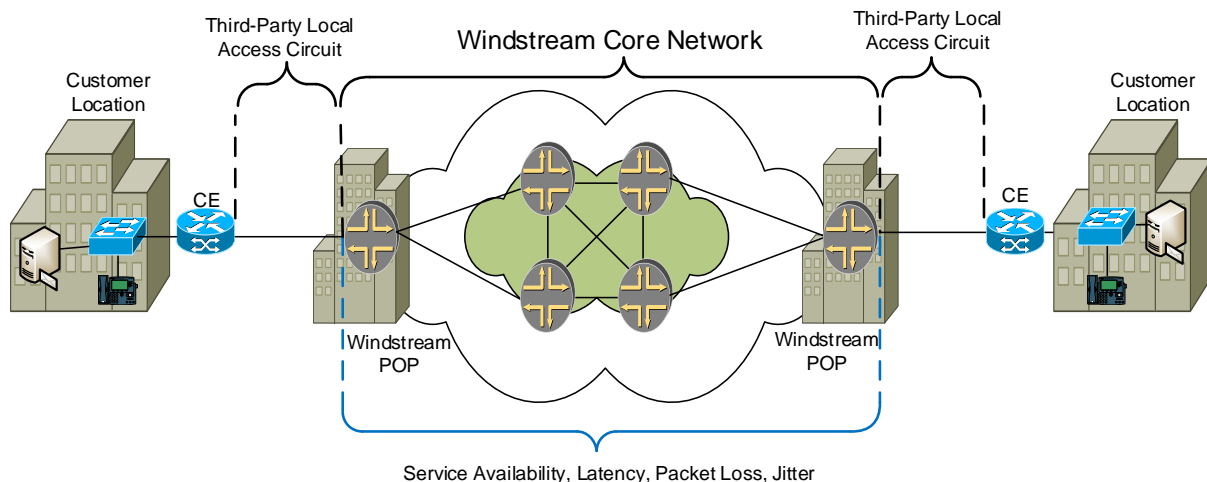 Third-Party Local
Access Circuit
Windstream Core Network
Third-Party Local
Access Circuit
Customer
Location
Customer
Location
CE
CE
Windstream
POP
Windstream
POP
Service Availability, Latency, Packet Loss, Jitter